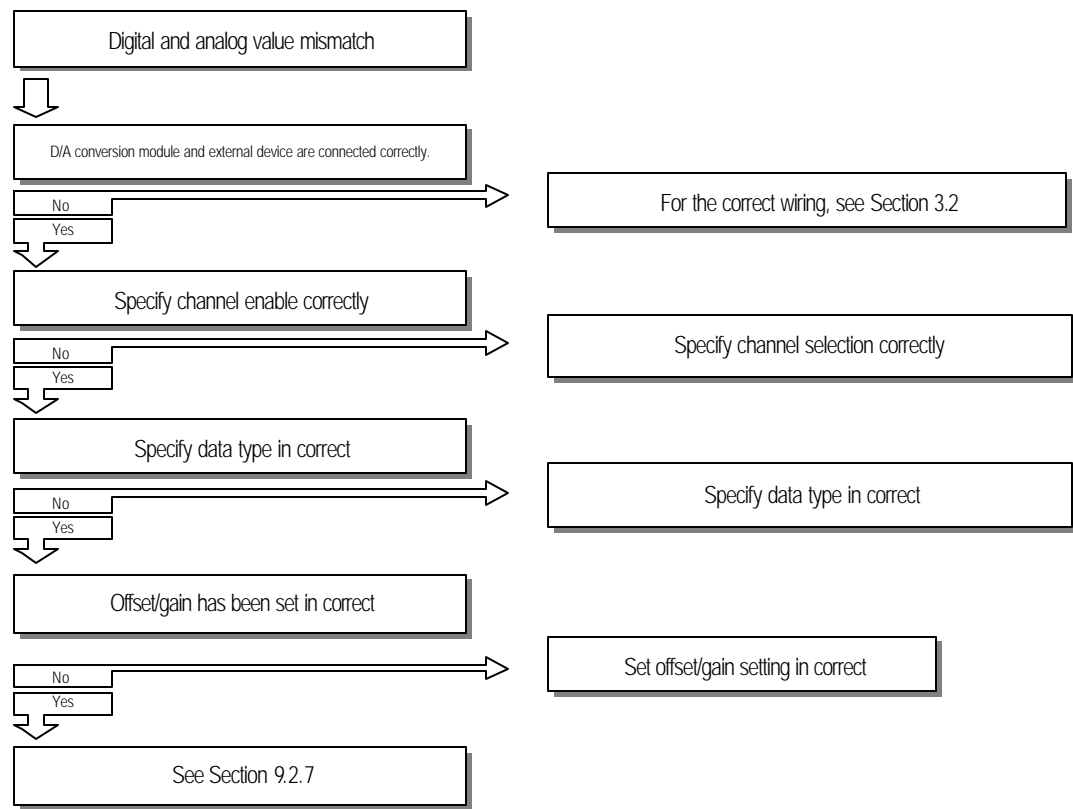 Digital and analog value mismatch
D/A conversion module and external device are connected correctly.
No
Yes
For the correct wiring, see Section 3.2
Specify channel enable correctly
No
Yes
Specify channel selection correctly
Specify data type in correct
No
Yes
Specify data type in correct
Offset/gain has been set in correct
No
Yes
Set offset/gain setting in correct
See Section 9.2.7